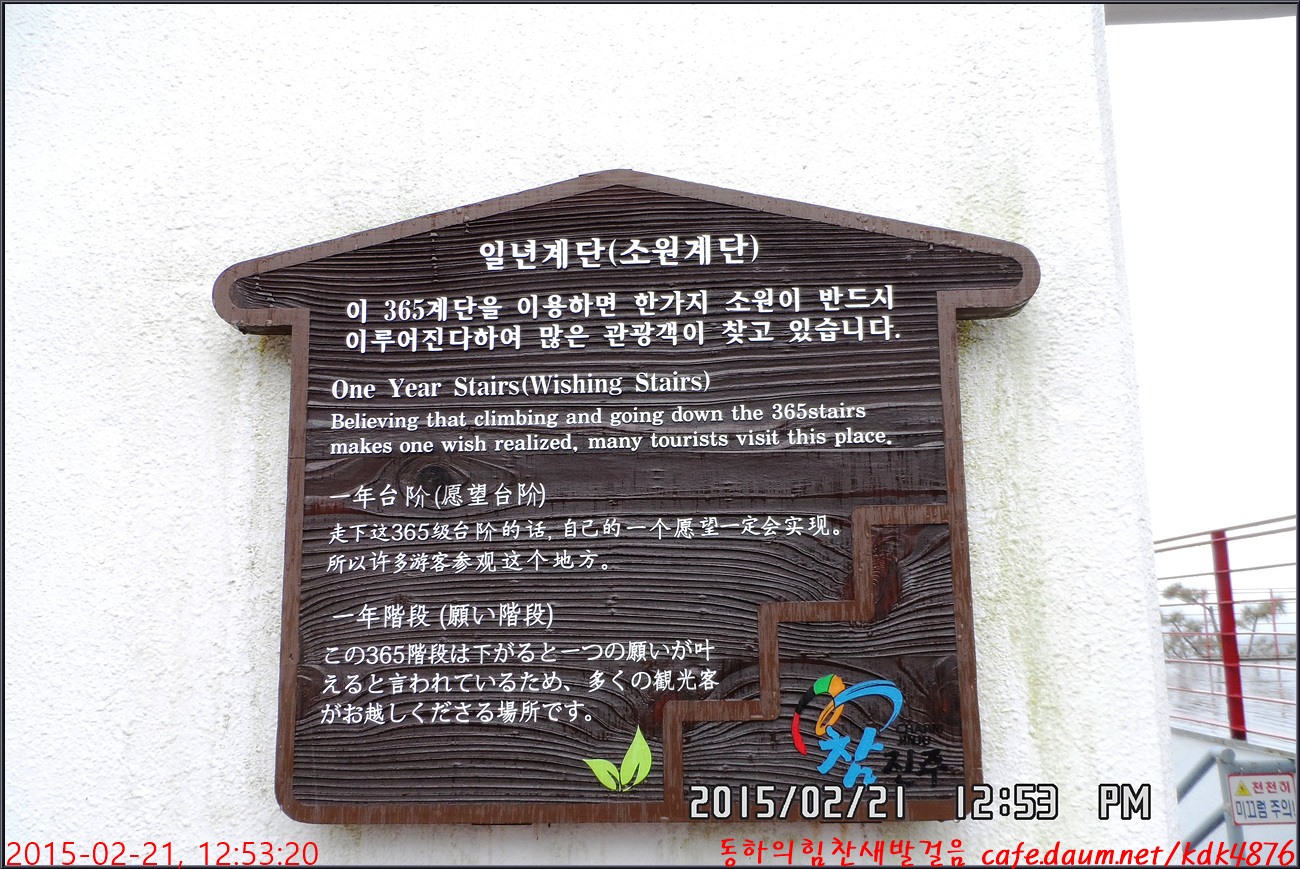 일년계단(소원계단)
이 365계단을 이용하면 한가지 소원이 반드시
이루어진다하여 많은 관광객이 찾고 있습니다.
One Year Stairs(Wishing Stairs)
Believing that climbing and going down the 365stairs
makes one wish realized, many tourists visit this place.
一年台阶(愿望台阶)
走下这365级台阶的话, 自己的一个愿望一定会实现。
所以许多游客参观这个地方。
一年階段 (願い階段)
この365階段は下がると一つの願いが叶
えると言われているため、多くの観光客
がお越しくださる場所です。
참 진주
2015/02/21 12:53 PM
전천히
미끄럼 주의
2015-02-21, 12:53:20
동하의힘찬새발걸음 cafe.daum.net/kdk4876